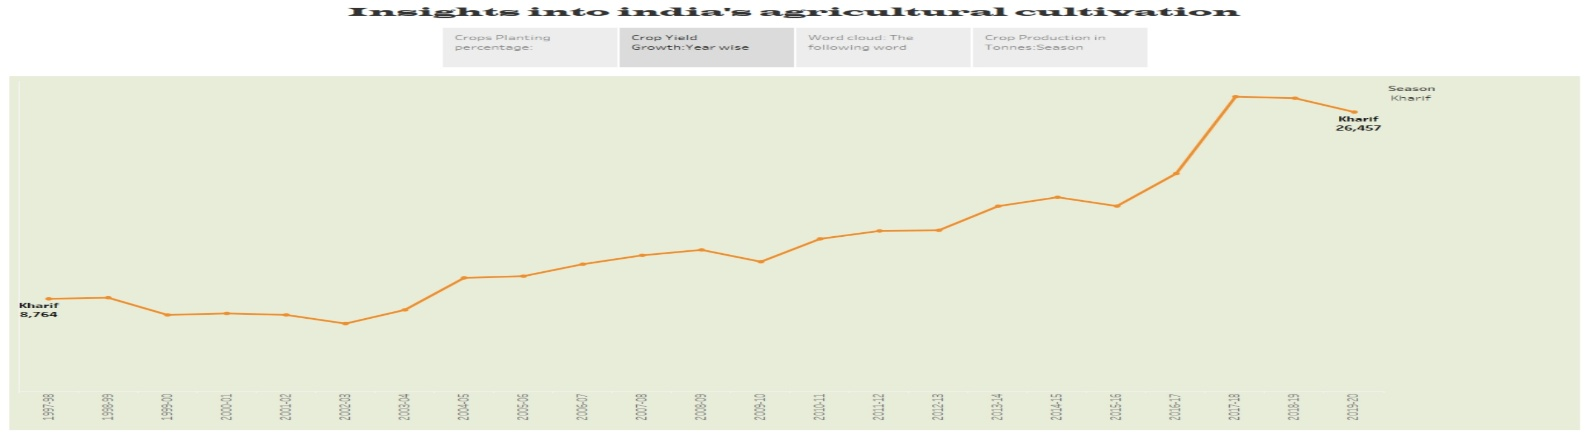 Insights into india's agricultural cultivation
Crops Planting
percentage:
Crop Yield
Growth:Year wise
Word cloud: The
following word
Crop Production in
Tonnes:Season
Season
Kharif
Kharif
26,457
Kharif
8,764
1997-98
1998-99
1999-00
2000-01
2001-02
2002-03
2003-04
2004-05
2005-06
2006-07
2007-08
2008-09
2009-10
2010-11
2011-12
2012-13
2013-14
2014-15
2015-16
2016-17
2017-18
2018-19
2019-20